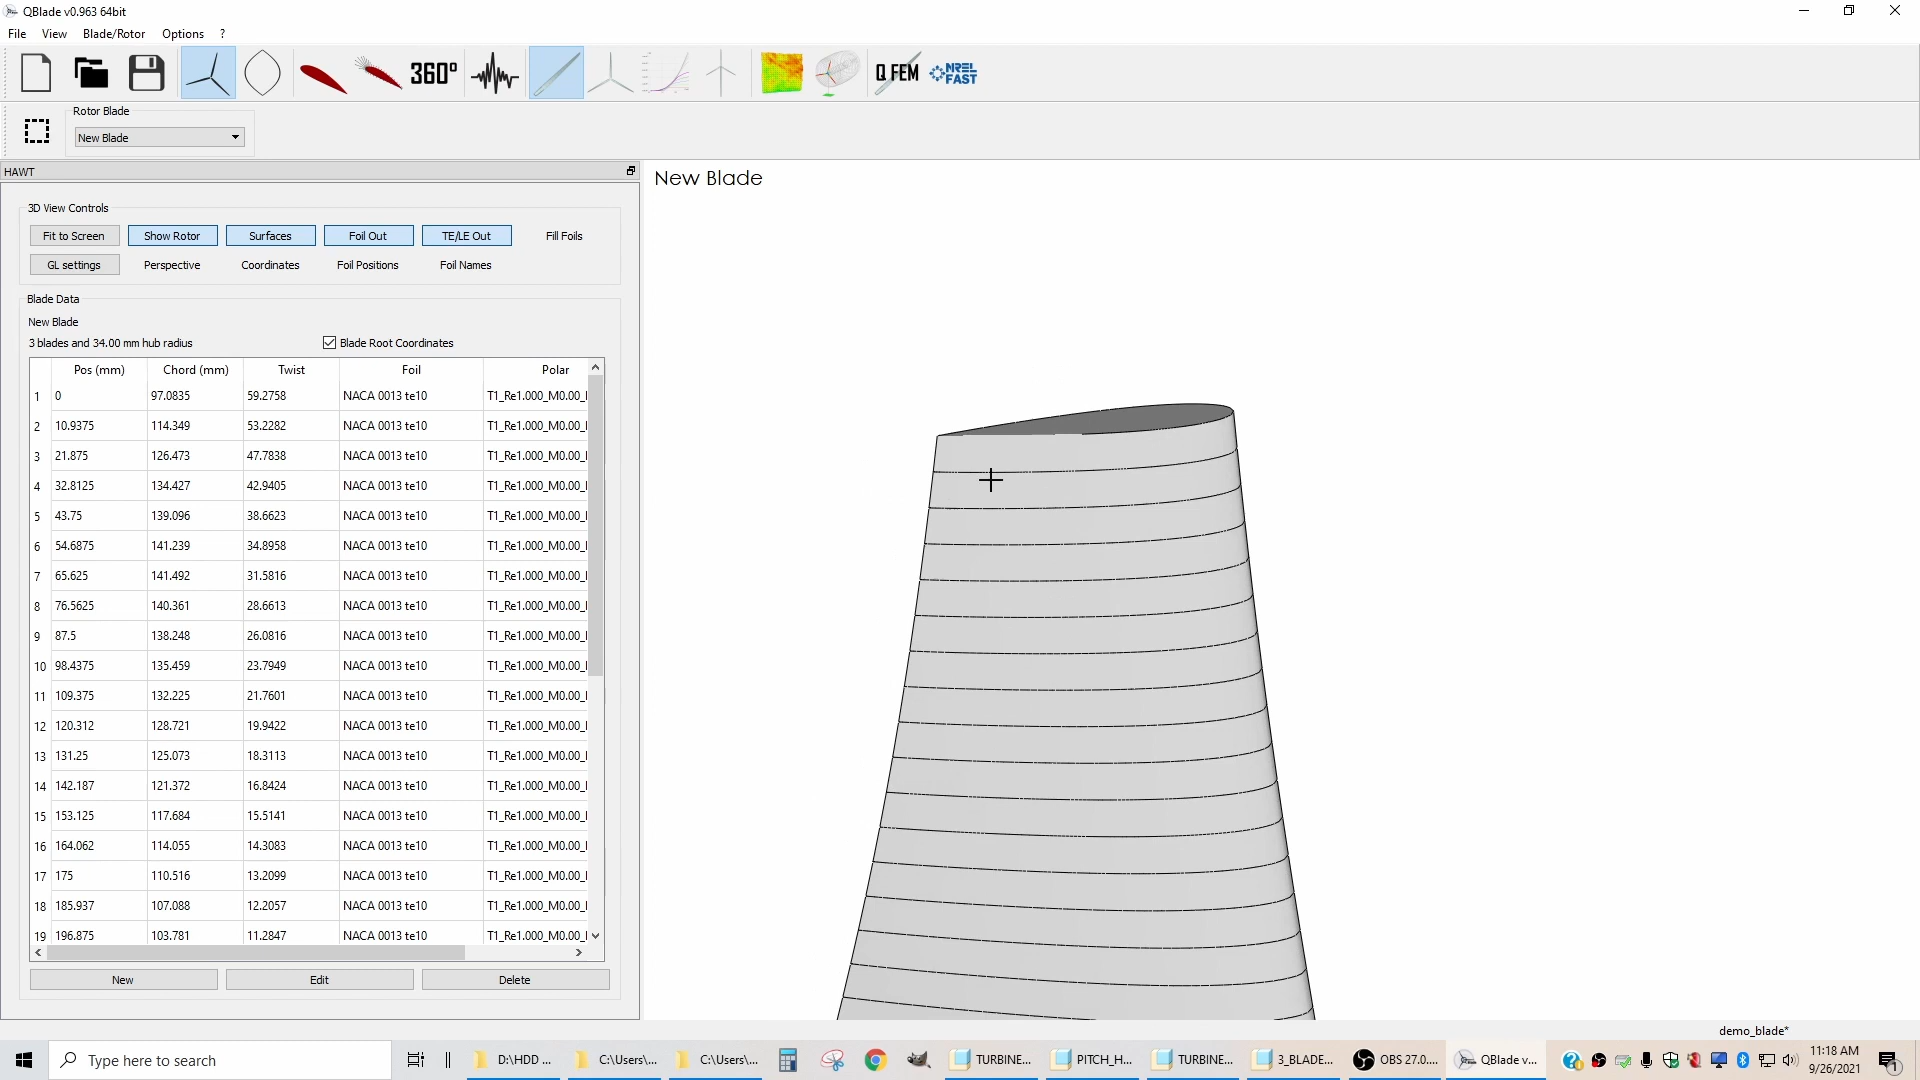 QBlade v0.963 64bit
File View Blade/Rotor Options ?
360° Q FEM NREL FAST
Rotor Blade
New Blade
HAWT
New Blade
3D View Controls
Fit to Screen Show Rotor Surfaces Foil Out TE/LE Out Fill Foils
GL settings Perspective Coordinates Foil Positions Foil Names
Blade Data
New Blade
3 blades and 34.00 mm hub radius Blade Root Coordinates
Pos (mm) Chord (mm) Twist Foil Polar
1 0 97.0835 59.2758 NACA 0013 te10 T1_Re1.000_M0.00_
2 10.9375 114.349 53.2282 NACA 0013 te10 T1_Re1.000_M0.00_
3 21.875 126.473 47.7838 NACA 0013 te10 T1_Re1.000_M0.00_
4 32.8125 134.427 42.9405 NACA 0013 te10 T1_Re1.000_M0.00_
5 43.75 139.096 38.6623 NACA 0013 te10 T1_Re1.000_M0.00_
6 54.6875 141.239 34.8958 NACA 0013 te10 T1_Re1.000_M0.00_
7 65.625 141.492 31.5816 NACA 0013 te10 T1_Re1.000_M0.00_
8 76.5625 140.361 28.6613 NACA 0013 te10 T1_Re1.000_M0.00_
9 87.5 138.248 26.0816 NACA 0013 te10 T1_Re1.000_M0.00_
10 98.4375 135.459 23.7949 NACA 0013 te10 T1_Re1.000_M0.00_
11 109.375 132.225 21.7601 NACA 0013 te10 T1_Re1.000_M0.00_
12 120.312 128.721 19.9422 NACA 0013 te10 T1_Re1.000_M0.00_
13 131.25 125.073 18.3113 NACA 0013 te10 T1_Re1.000_M0.00_
14 142.187 121.372 16.8424 NACA 0013 te10 T1_Re1.000_M0.00_
15 153.125 117.684 15.5141 NACA 0013 te10 T1_Re1.000_M0.00_
16 164.062 114.055 14.3083 NACA 0013 te10 T1_Re1.000_M0.00_
17 175 110.516 13.2099 NACA 0013 te10 T1_Re1.000_M0.00_
18 185.937 107.088 12.2057 NACA 0013 te10 T1_Re1.000_M0.00_
19 196.875 103.781 11.2847 NACA 0013 te10 T1_Re1.000_M0.00_
New Edit Delete
demo_blade*
Type here to search D:\HDD ... C:\Users\... C:\Users\... TURBINE... PITCH_H... TURBINE... 3_BLADE... OBS 27.0.... QBlade v... 11:18 AM
9/26/2021 1